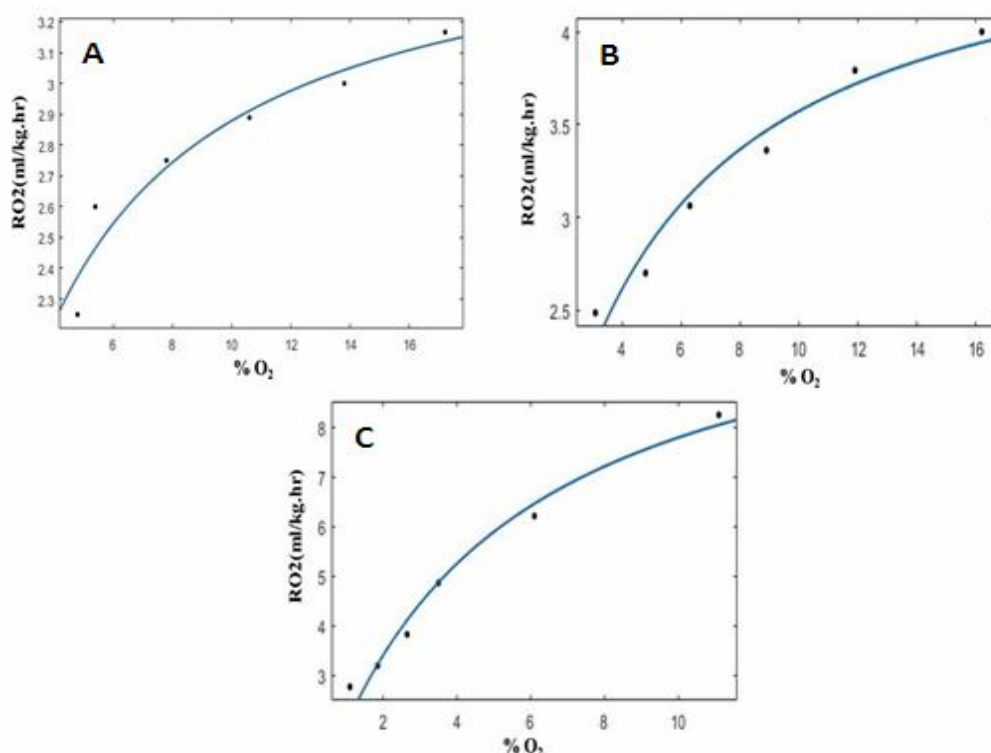 A
RO2(ml/kg.hr)
3.2
3.1
3
2.9
2.8
2.7
2.6
2.5
2.4
2.3
6 8 10 12 14 16
% O₂
B
RO2(ml/kg.hr)
4
3.5
3
2.5
4 6 8 10 12 14 16
% O₂
C
RO2(ml/kg.hr)
8
7
6
5
4
3
2 4 6 8 10
% O₂